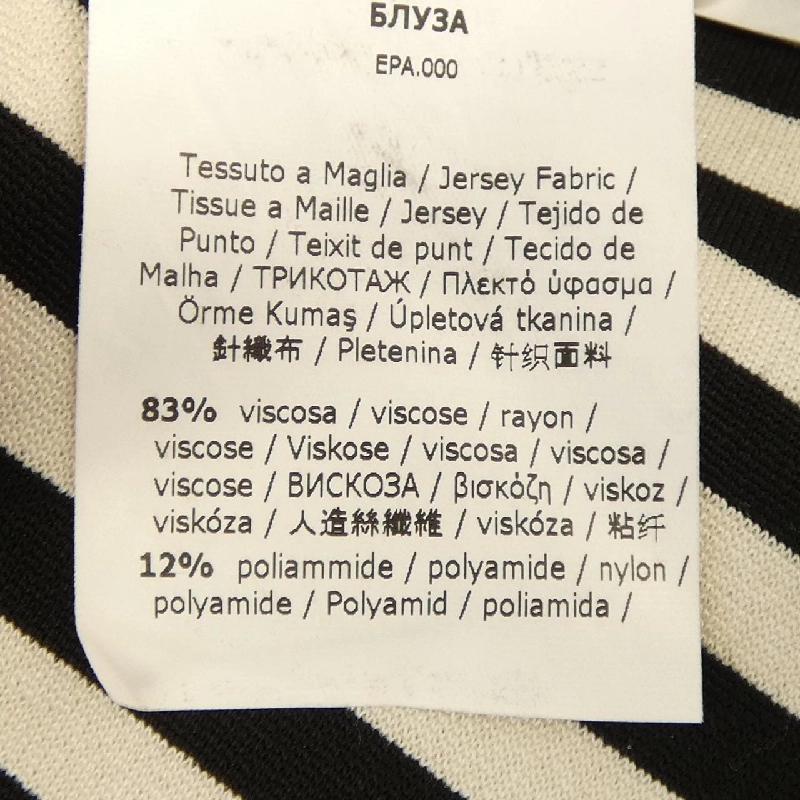 БЛУЗА
EPA.000
Tessuto a Maglia / Jersey Fabric /
Tissue a Maille / Jersey / Tejido de
Punto / Teixit de punt / Tecido de
Malha / ТРИКОТАЖ / Πλεκτό ύφασμα /
Örme Kumaş / Úpletová tkanina /
針織布 / Pletenina / 针织面料
83% viscosa / viscose / rayon /
viscose / Viskose / viscosa / viscosa /
viscose / ВИСКОЗА / βισκόζη / viskoz /
viskóza / 人造絲纖維 / viskóza / 粘纤
12% poliammide / polyamide / nylon /
polyamide / Polyamid / poliamida /